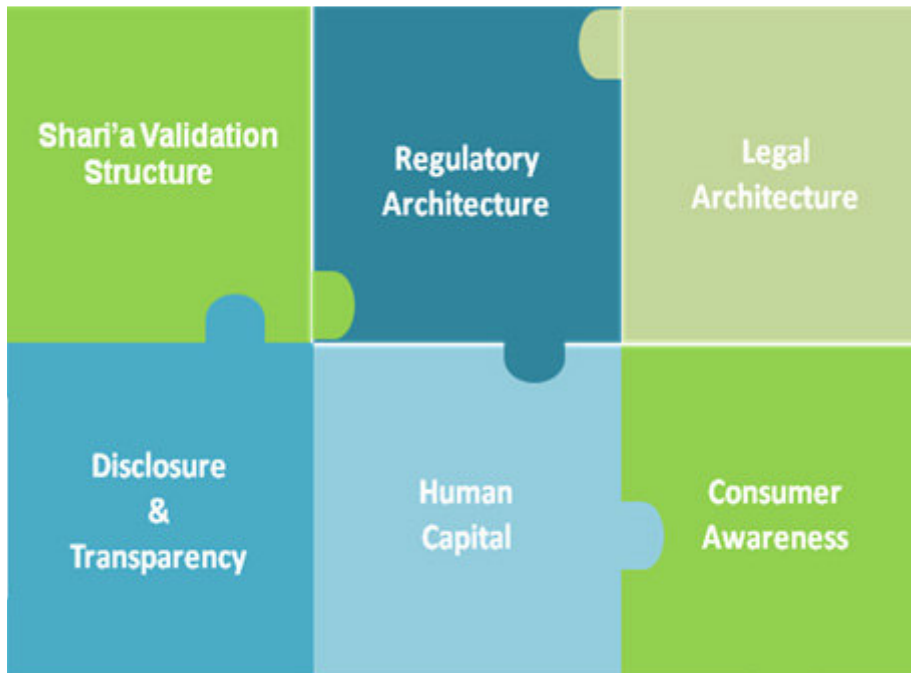 Shari'a Validation
Structure
Regulatory
Architecture
Legal
Architecture
Disclosure
&
Transparency
Human
Capital
Consumer
Awareness